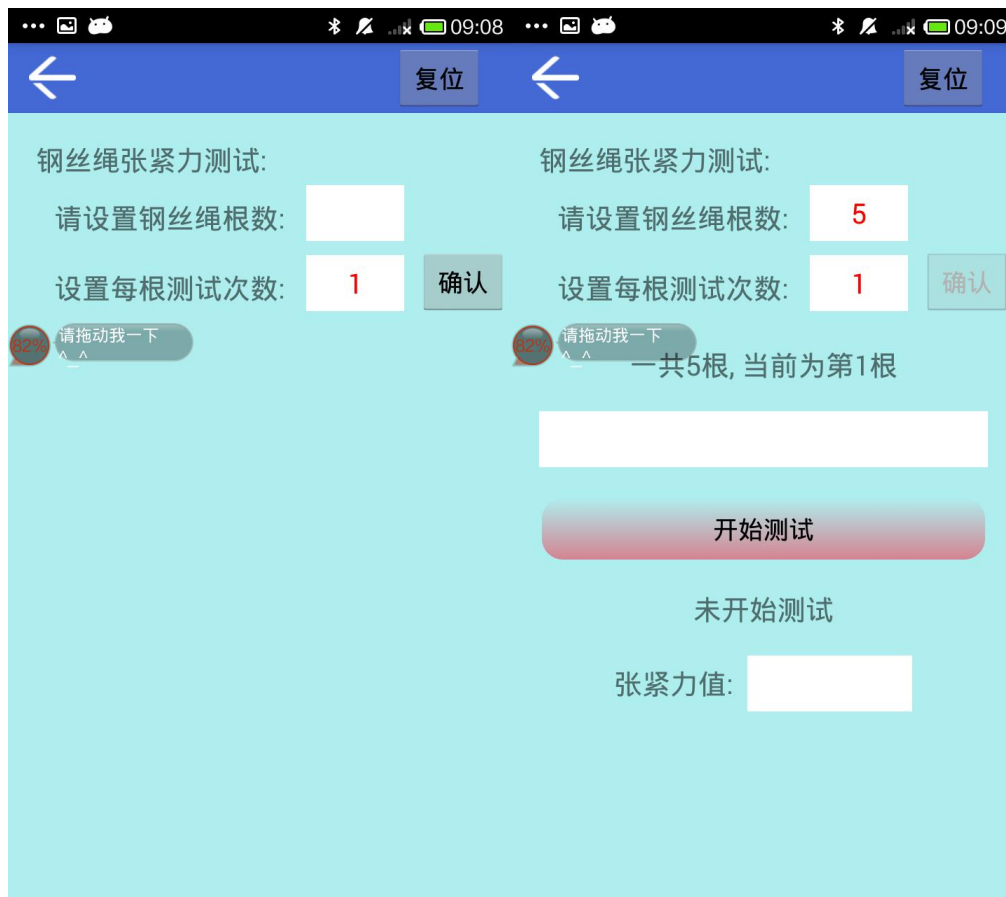 09:08
复位
钢丝绳张紧力测试:
请设置钢丝绳根数:
设置每根测试次数: 1 确认
82% 请拖动我一下
^_^
09:09
复位
钢丝绳张紧力测试:
请设置钢丝绳根数: 5
设置每根测试次数: 1 确认
82% 请拖动我一下
^_^
一共5根, 当前为第1根
开始测试
未开始测试
张紧力值: